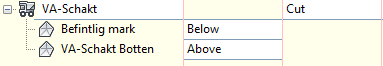 VA-Schakt Cut
Befintlig mark Below
VA-Schakt Botten Above